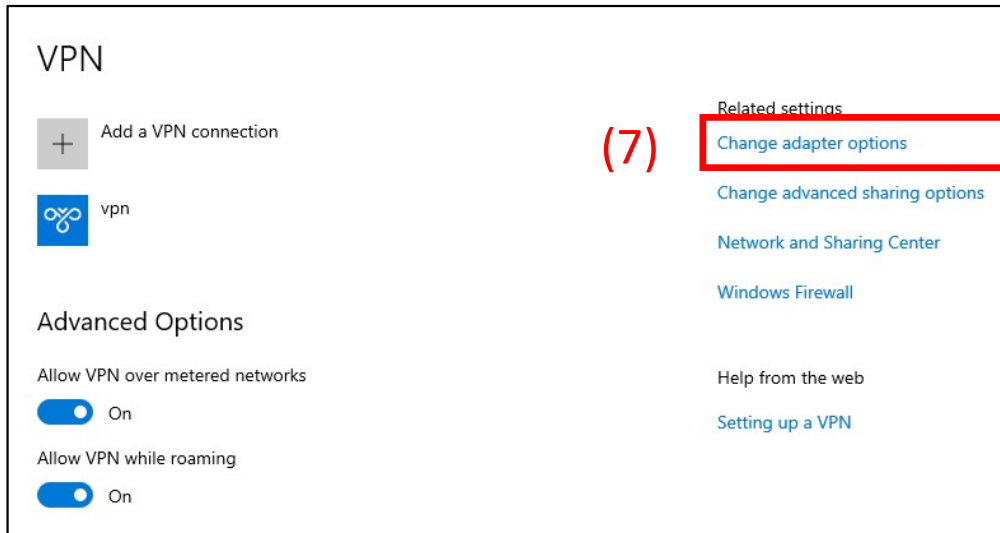 VPN
Add a VPN connection
vpn
Advanced Options
Allow VPN over metered networks
On
Allow VPN while roaming
On
(7)
Related settings
Change adapter options
Change advanced sharing options
Network and Sharing Center
Windows Firewall
Help from the web
Setting up a VPN